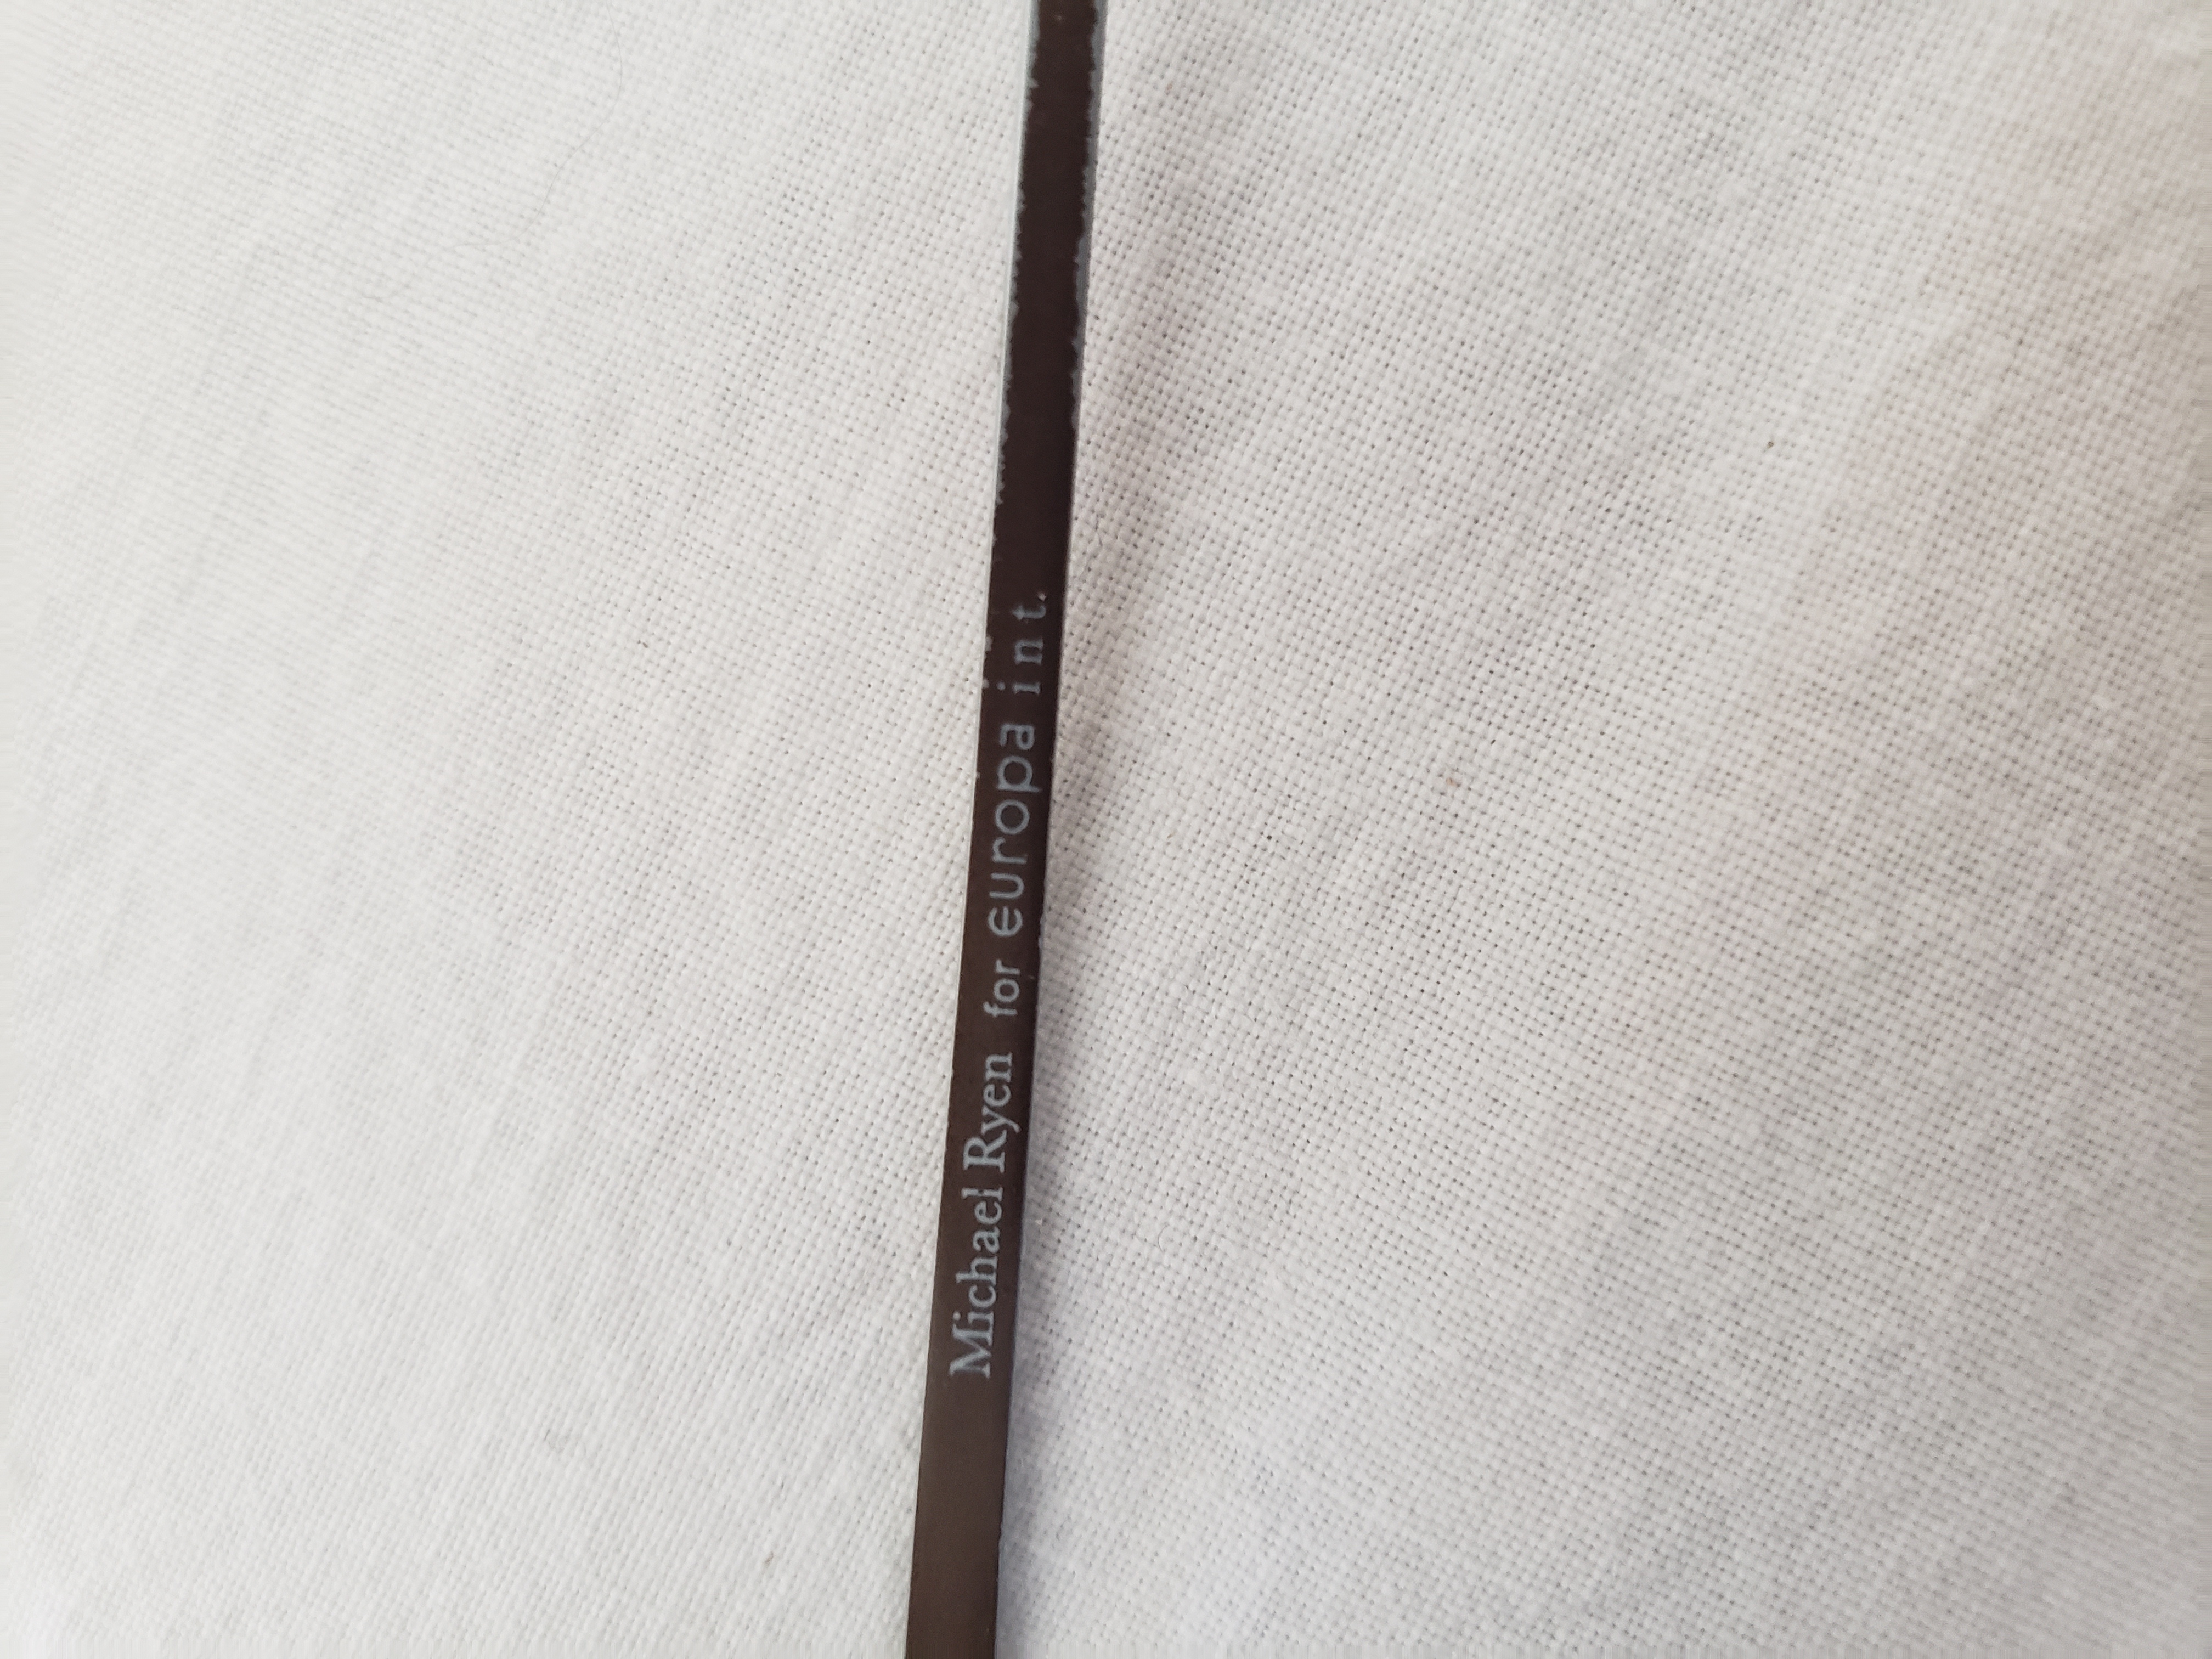 Michael Ryen for europa int.